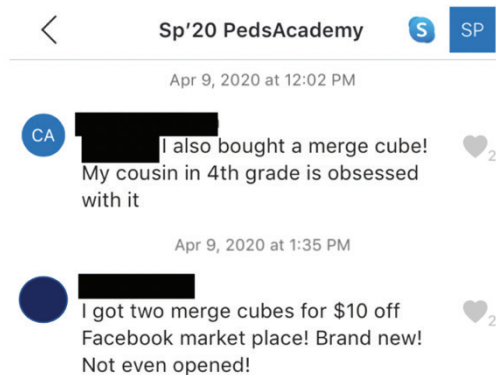 Sp'20 PedsAcademy
S
SP
Apr 9, 2020 at 12:02 PM
CA
I also bought a merge cube!
My cousin in 4th grade is obsessed
with it
2
Apr 9, 2020 at 1:35 PM
I got two merge cubes for $10 off
Facebook market place! Brand new!
Not even opened!
2